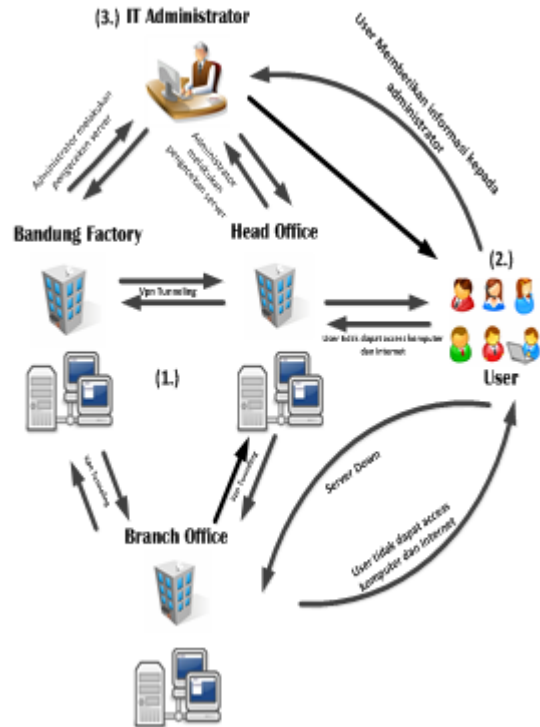 (3.) IT Administrator
User Memberikan informasi kepada
administrator
Administrator melakukan
pengecekan server
Administrator
melakukan
pengecekan server
Bandung Factory
Head Office
(2.)
Vpn Tunneling
User tidak dapat access komputer
dan internet
User
(1.)
Vpn Tunneling
Vpn Tunneling
Server Down
Branch Office
User tidak dapat access
komputer dan internet